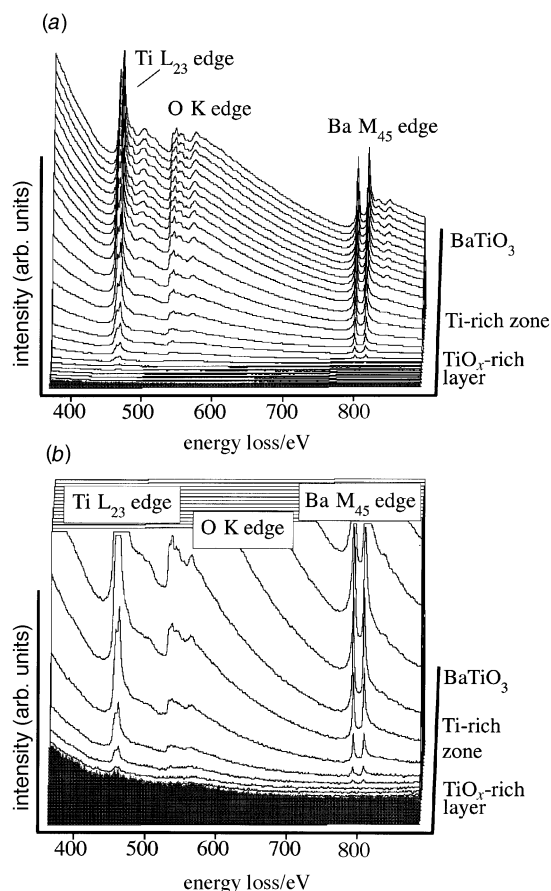 (a)
Ti L23 edge
O K edge
Ba M45 edge
intensity (arb. units)
BaTiO3
Ti-rich zone
TiOx-rich
layer
400 500 600 700 800
energy loss/eV
(b)
Ti L23 edge
Ba M45 edge
O K edge
intensity (arb. units)
BaTiO3
Ti-rich
zone
TiOx-rich
layer
400 500 600 700 800
energy loss/eV